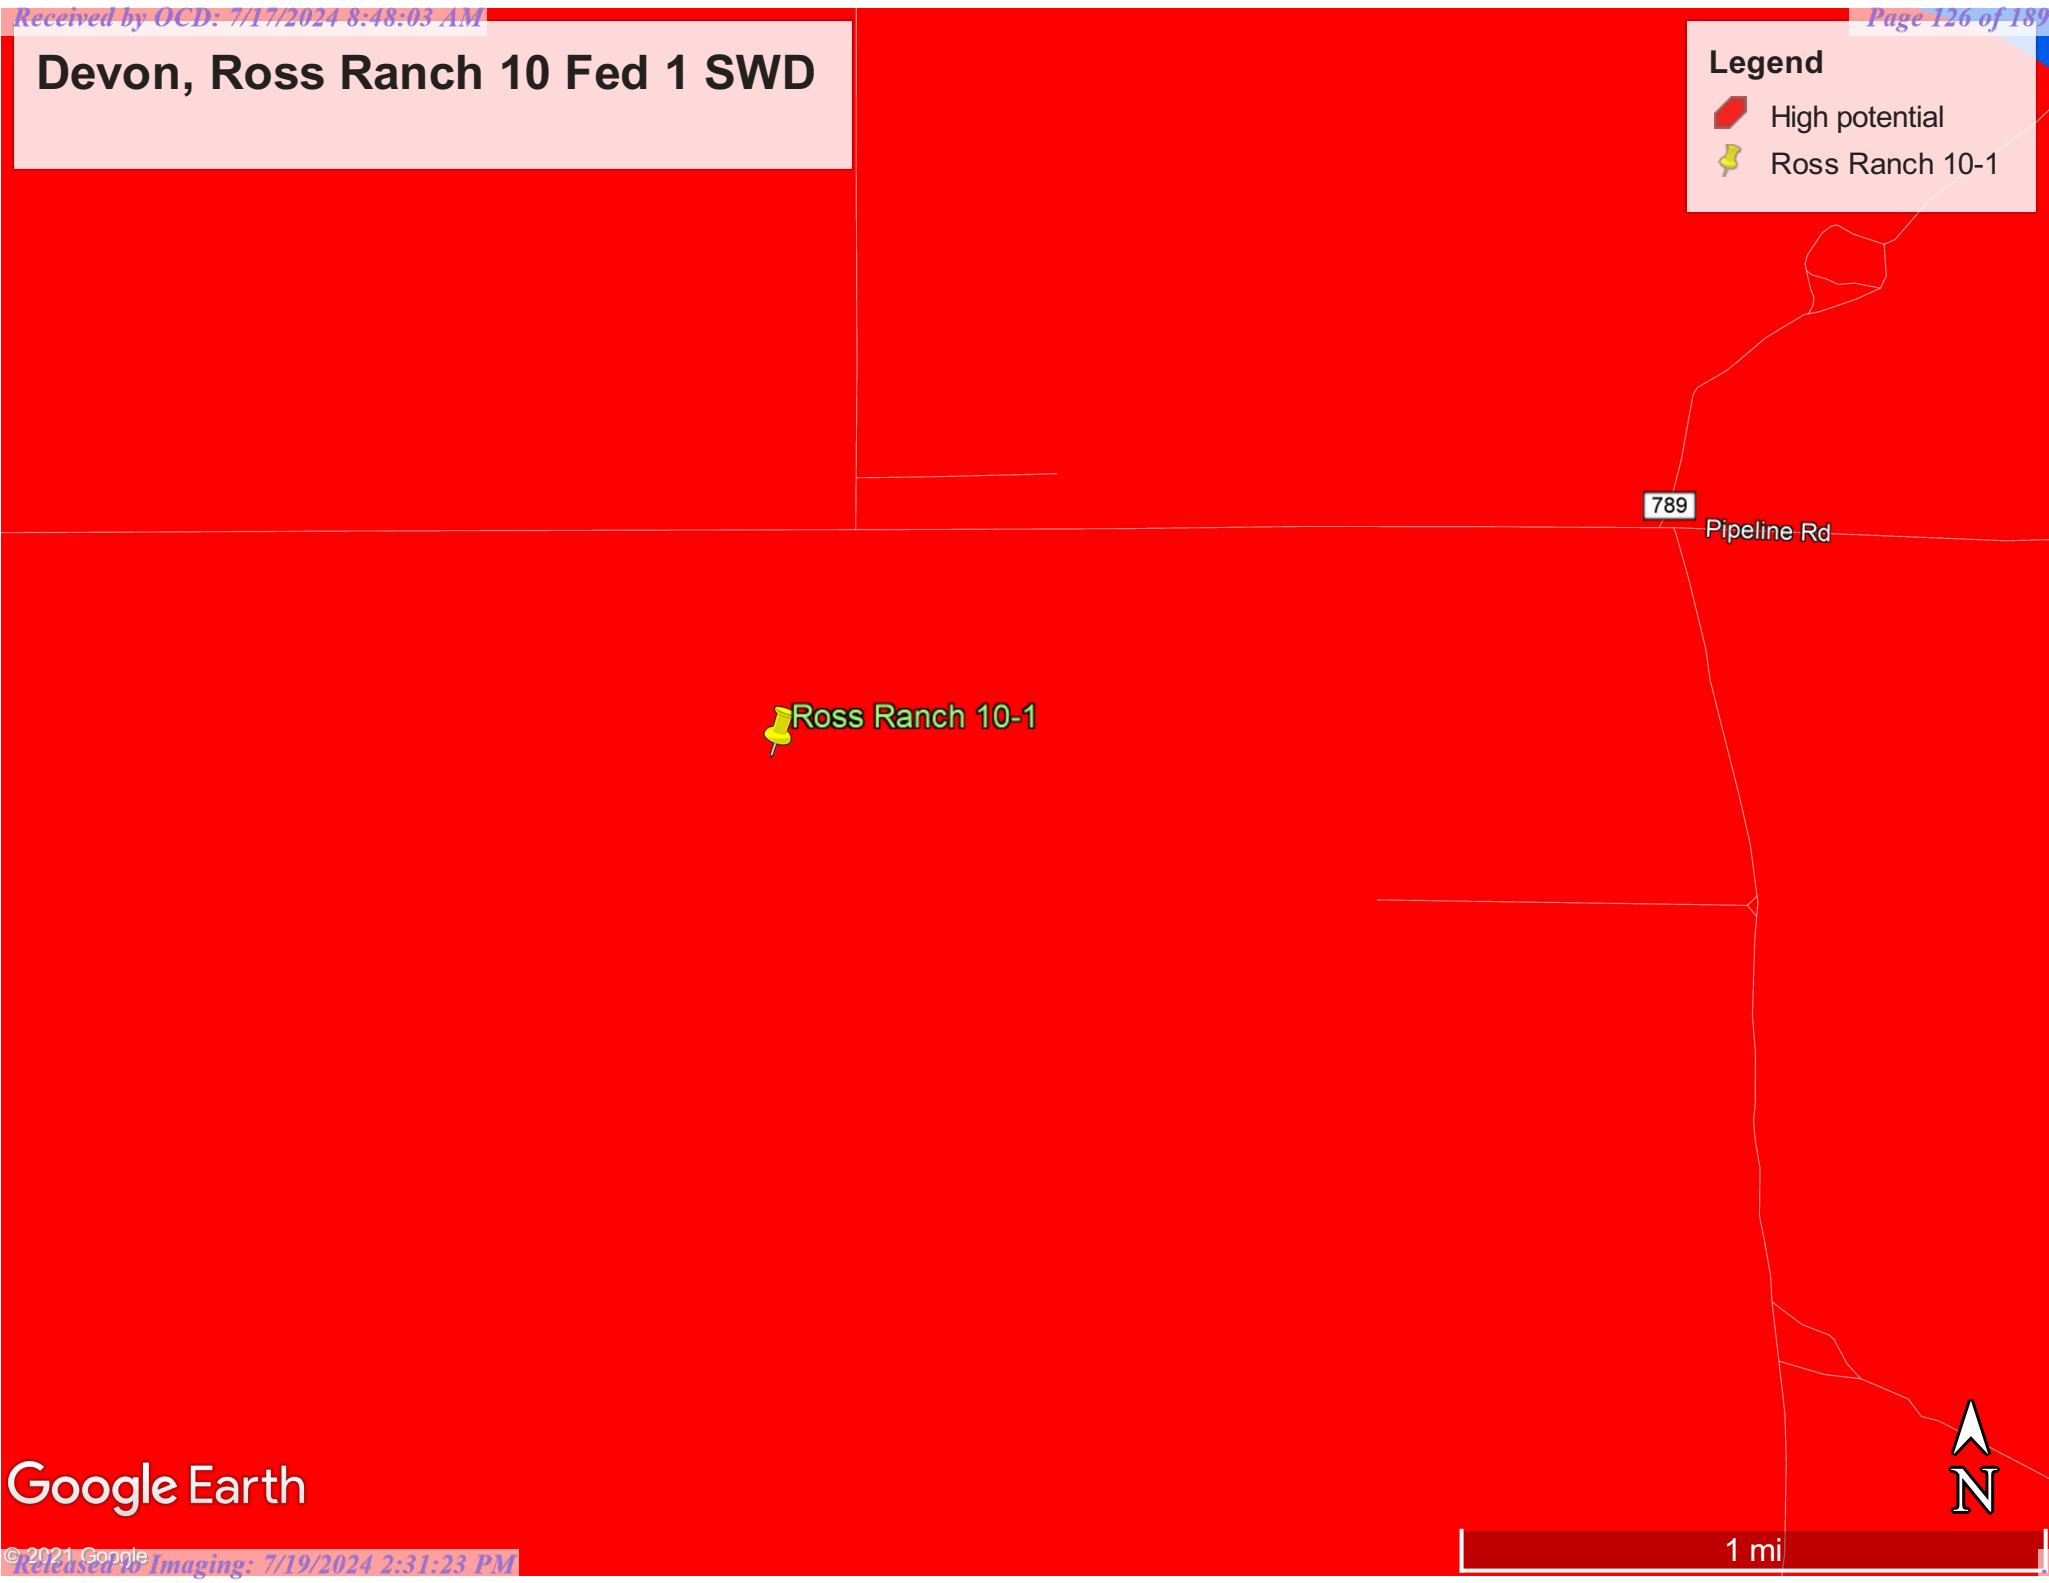 Received by OCD: 7/17/2024 8:48:03 AM
Page 126 of 189
Devon, Ross Ranch 10 Fed 1 SWD
Legend
High potential
Ross Ranch 10-1
789
Pipeline Rd
Ross Ranch 10-1
N
Google Earth
1 mi
© 2021 Google
Released to Imaging: 7/19/2024 2:31:23 PM